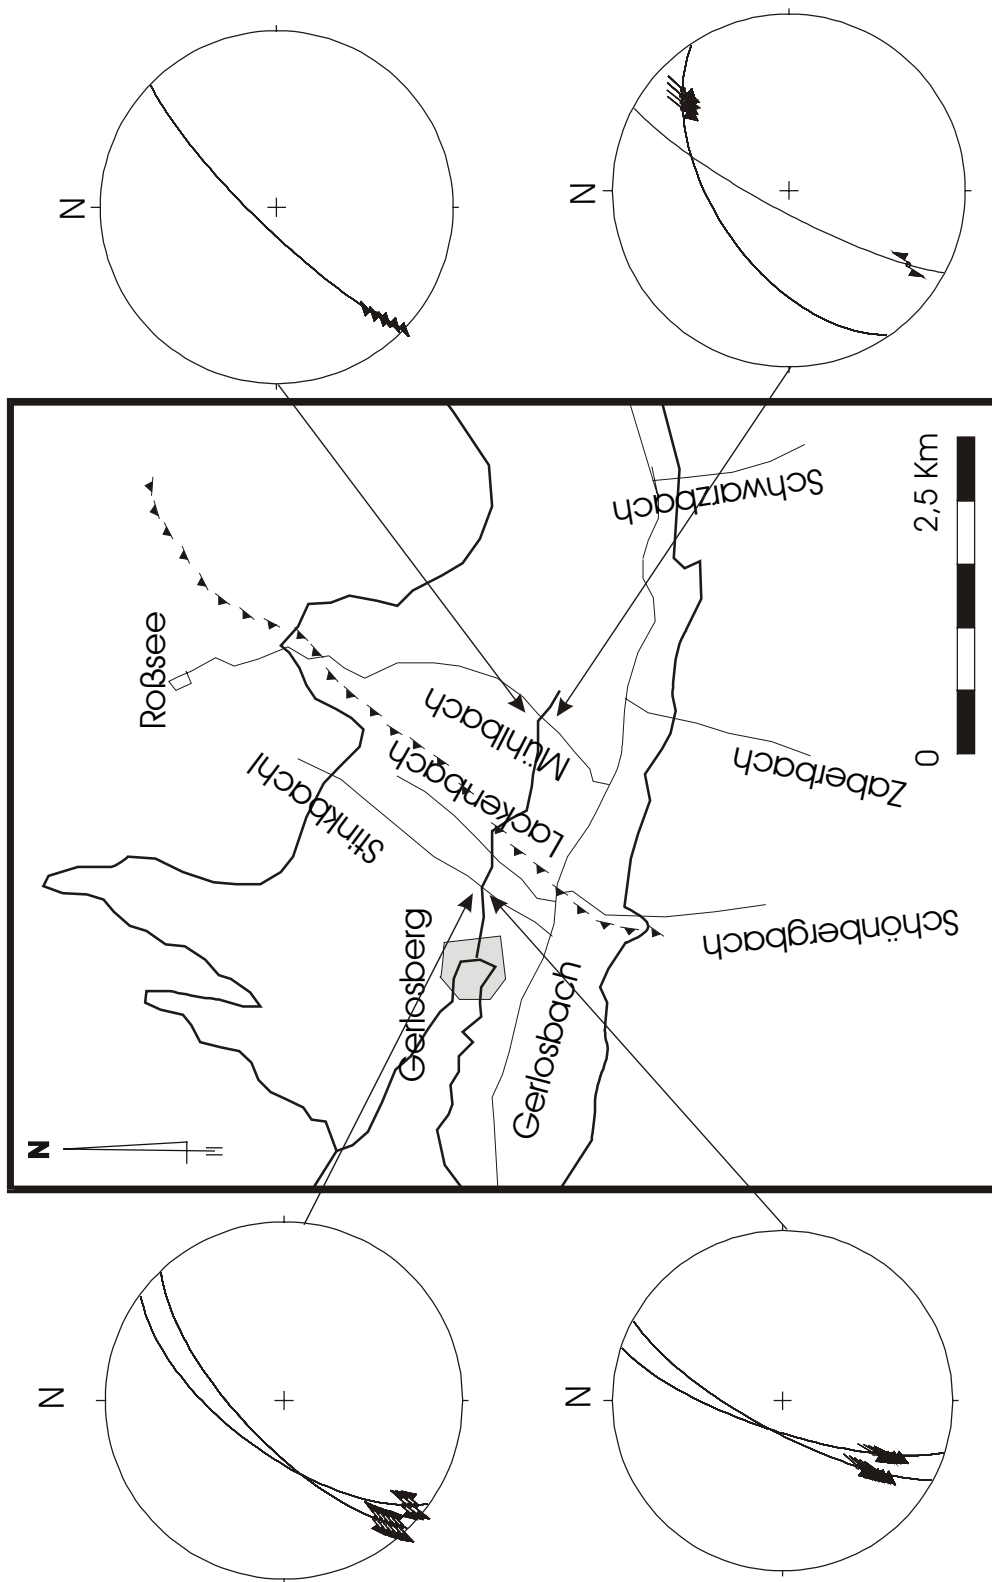 N
N
Roßsee
Stinkbachl
Lackenbach
Mühlbach
Schwarzbach
Zaberbach
Schönbergbach
Gerlosberg
Gerlosbach
N
0
2,5 Km
N
N